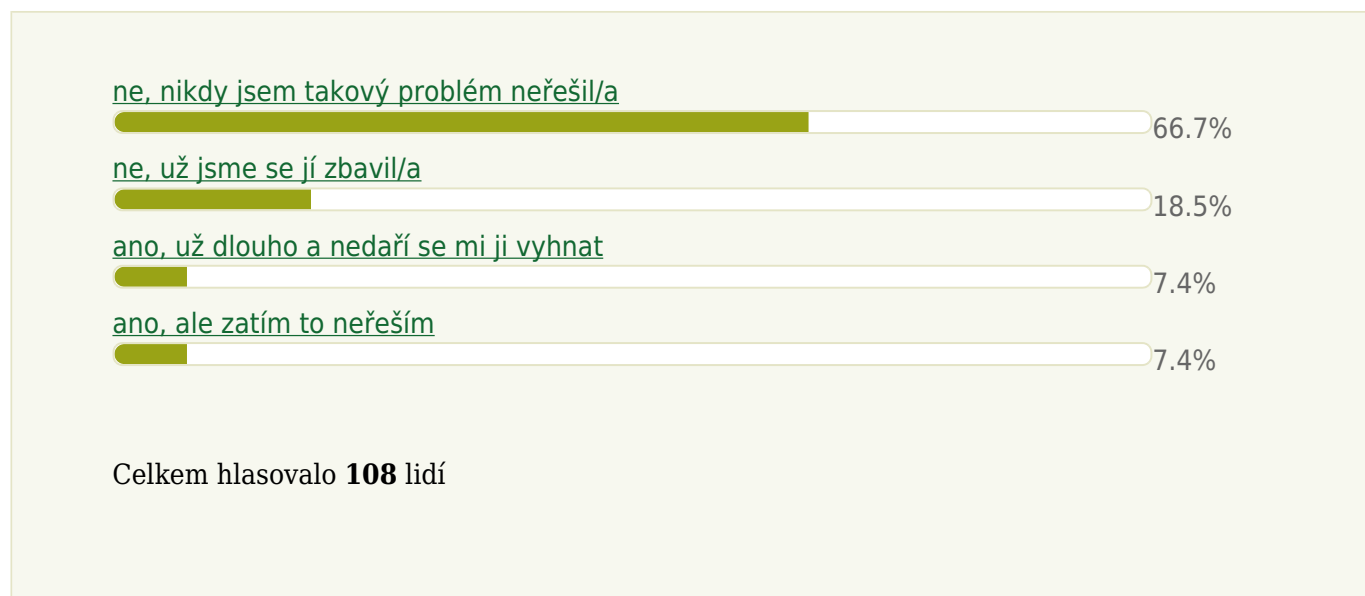 ne, nikdy jsem takový problém neřešil/a
66.7%
ne, už jsme se jí zbavil/a
18.5%
ano, už dlouho a nedaří se mi ji vyhnat
7.4%
ano, ale zatím to neřeším
7.4%
Celkem hlasovalo 108 lidí